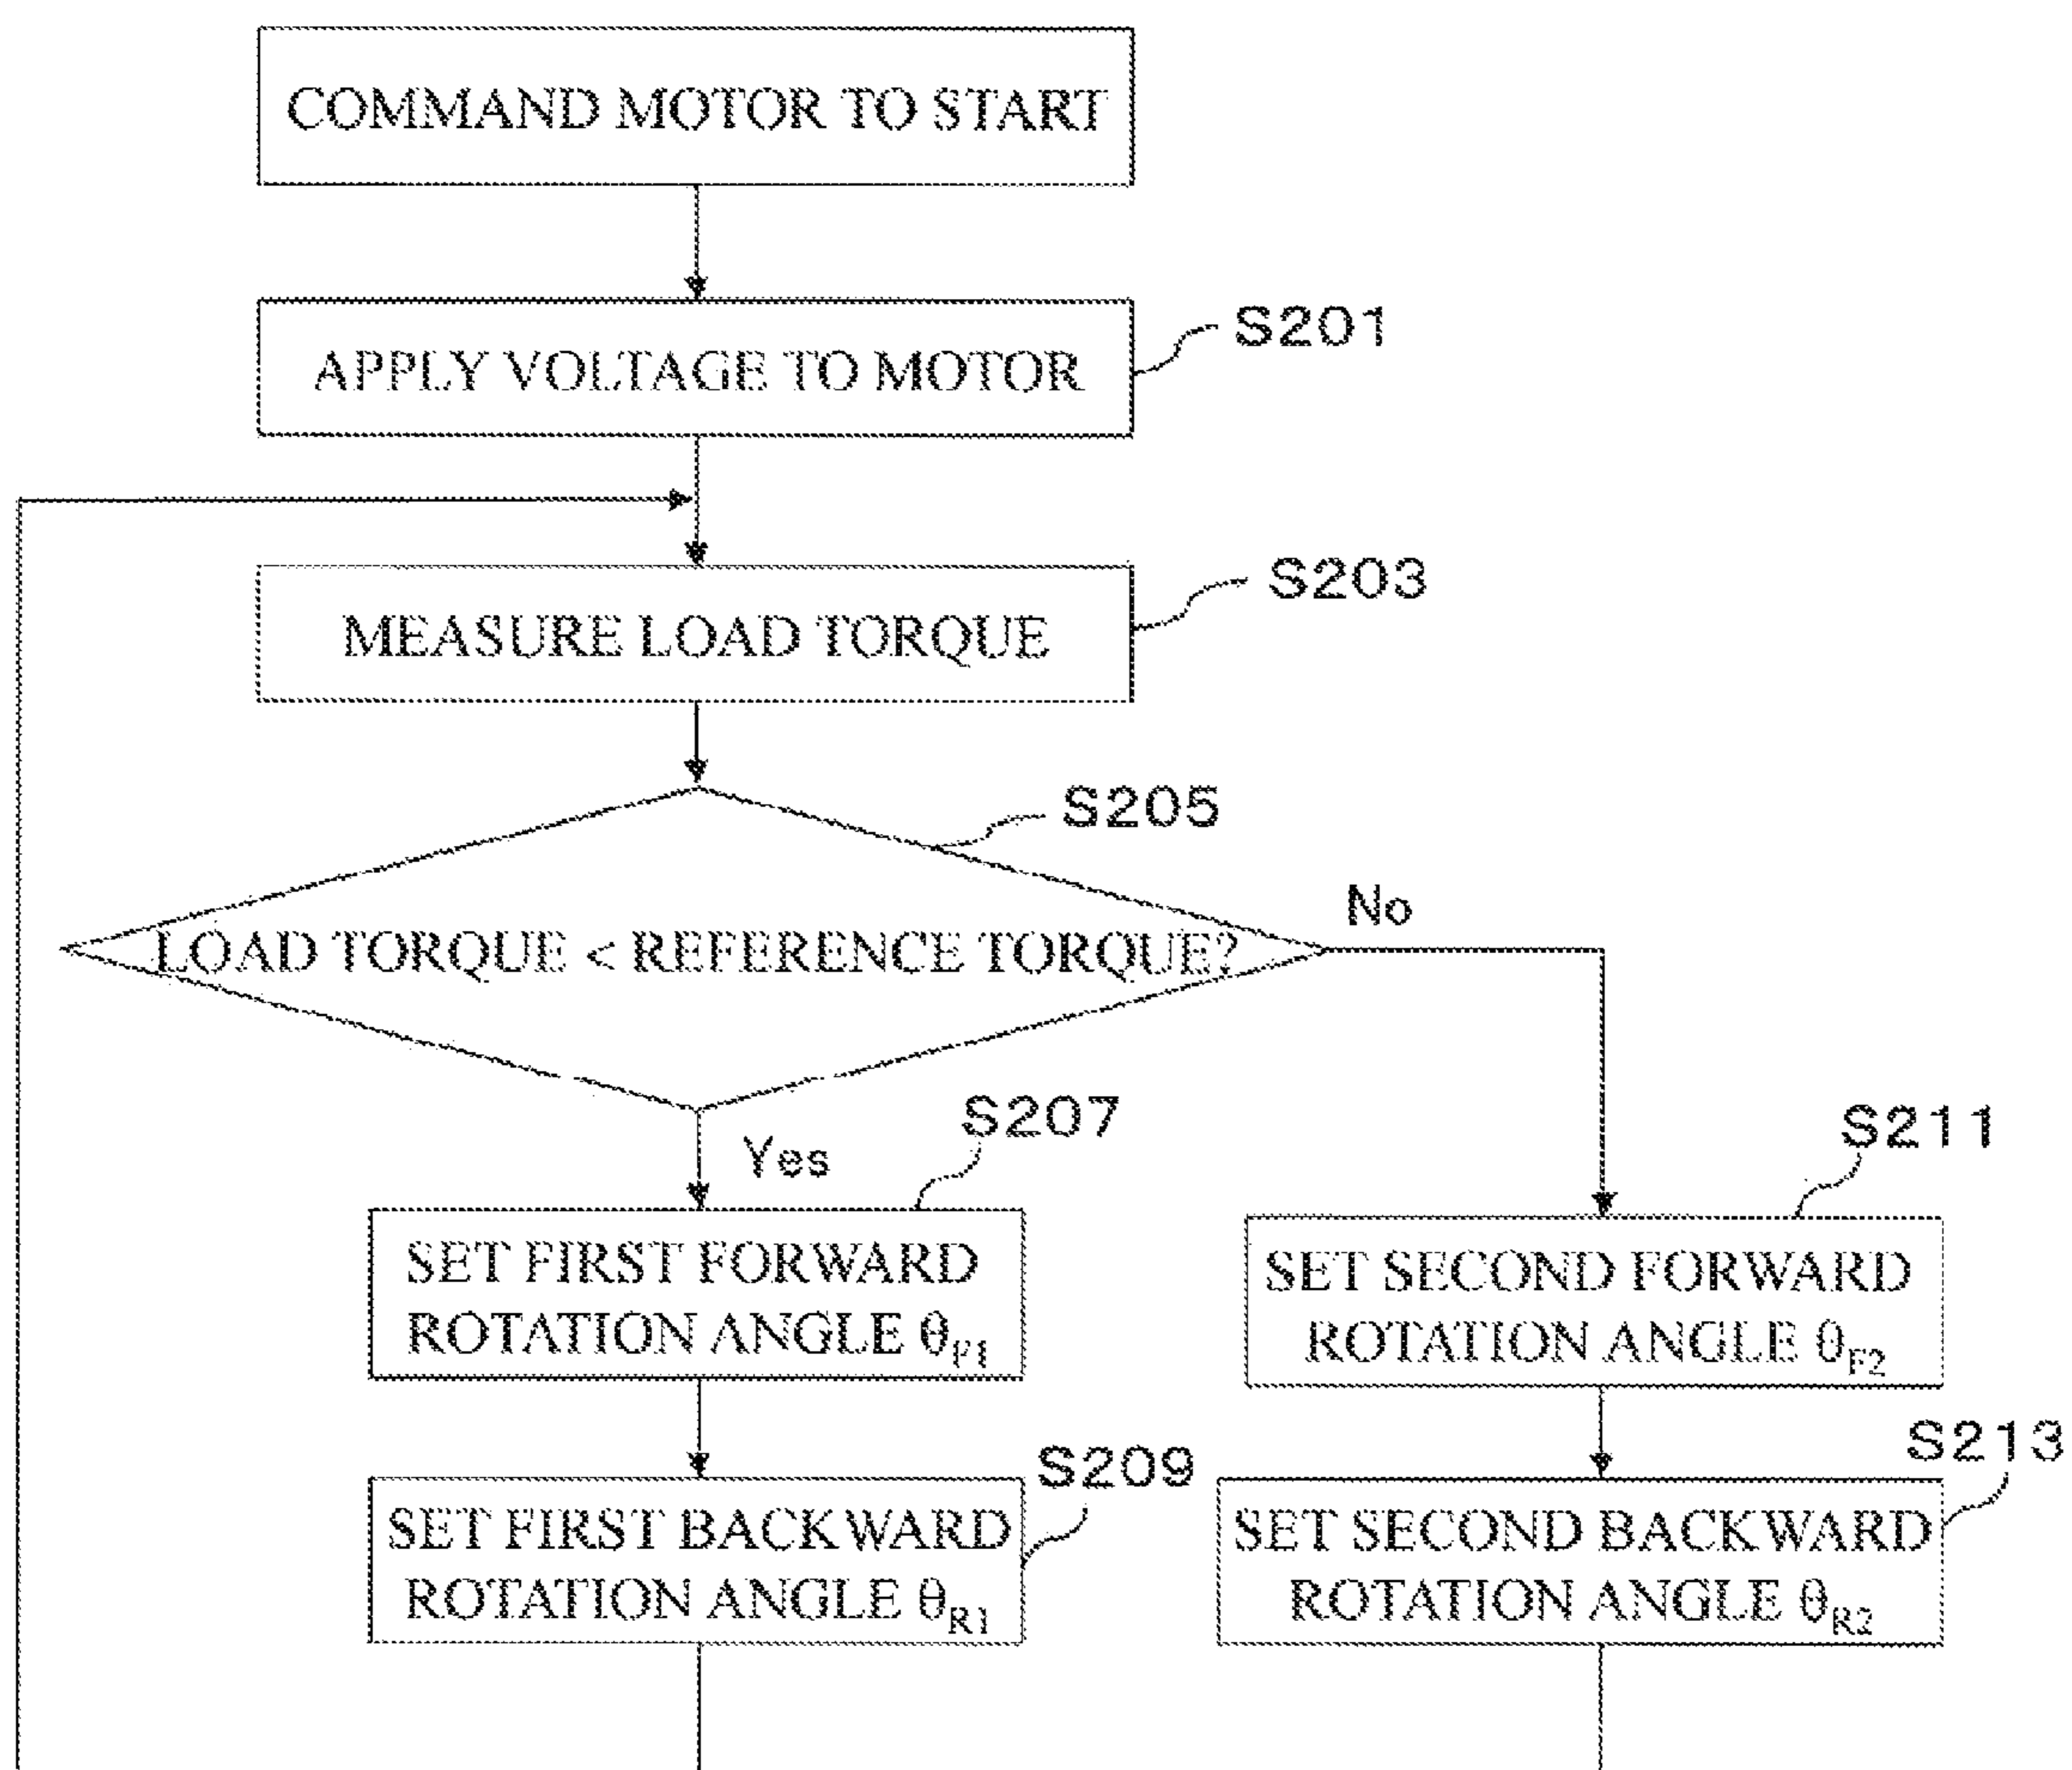 COMMAND MOTOR TO START
APPLY VOLTAGE TO MOTOR
S201
MEASURE LOAD TORQUE
S203
S205
LOAD TORQUE < REFERENCE TORQUE?
No
Yes
S207
SET FIRST FORWARD
ROTATION ANGLE θF1
S211
SET SECOND FORWARD
ROTATION ANGLE θF2
S209
SET FIRST BACKWARD
ROTATION ANGLE θR1
S213
SET SECOND BACKWARD
ROTATION ANGLE θR2